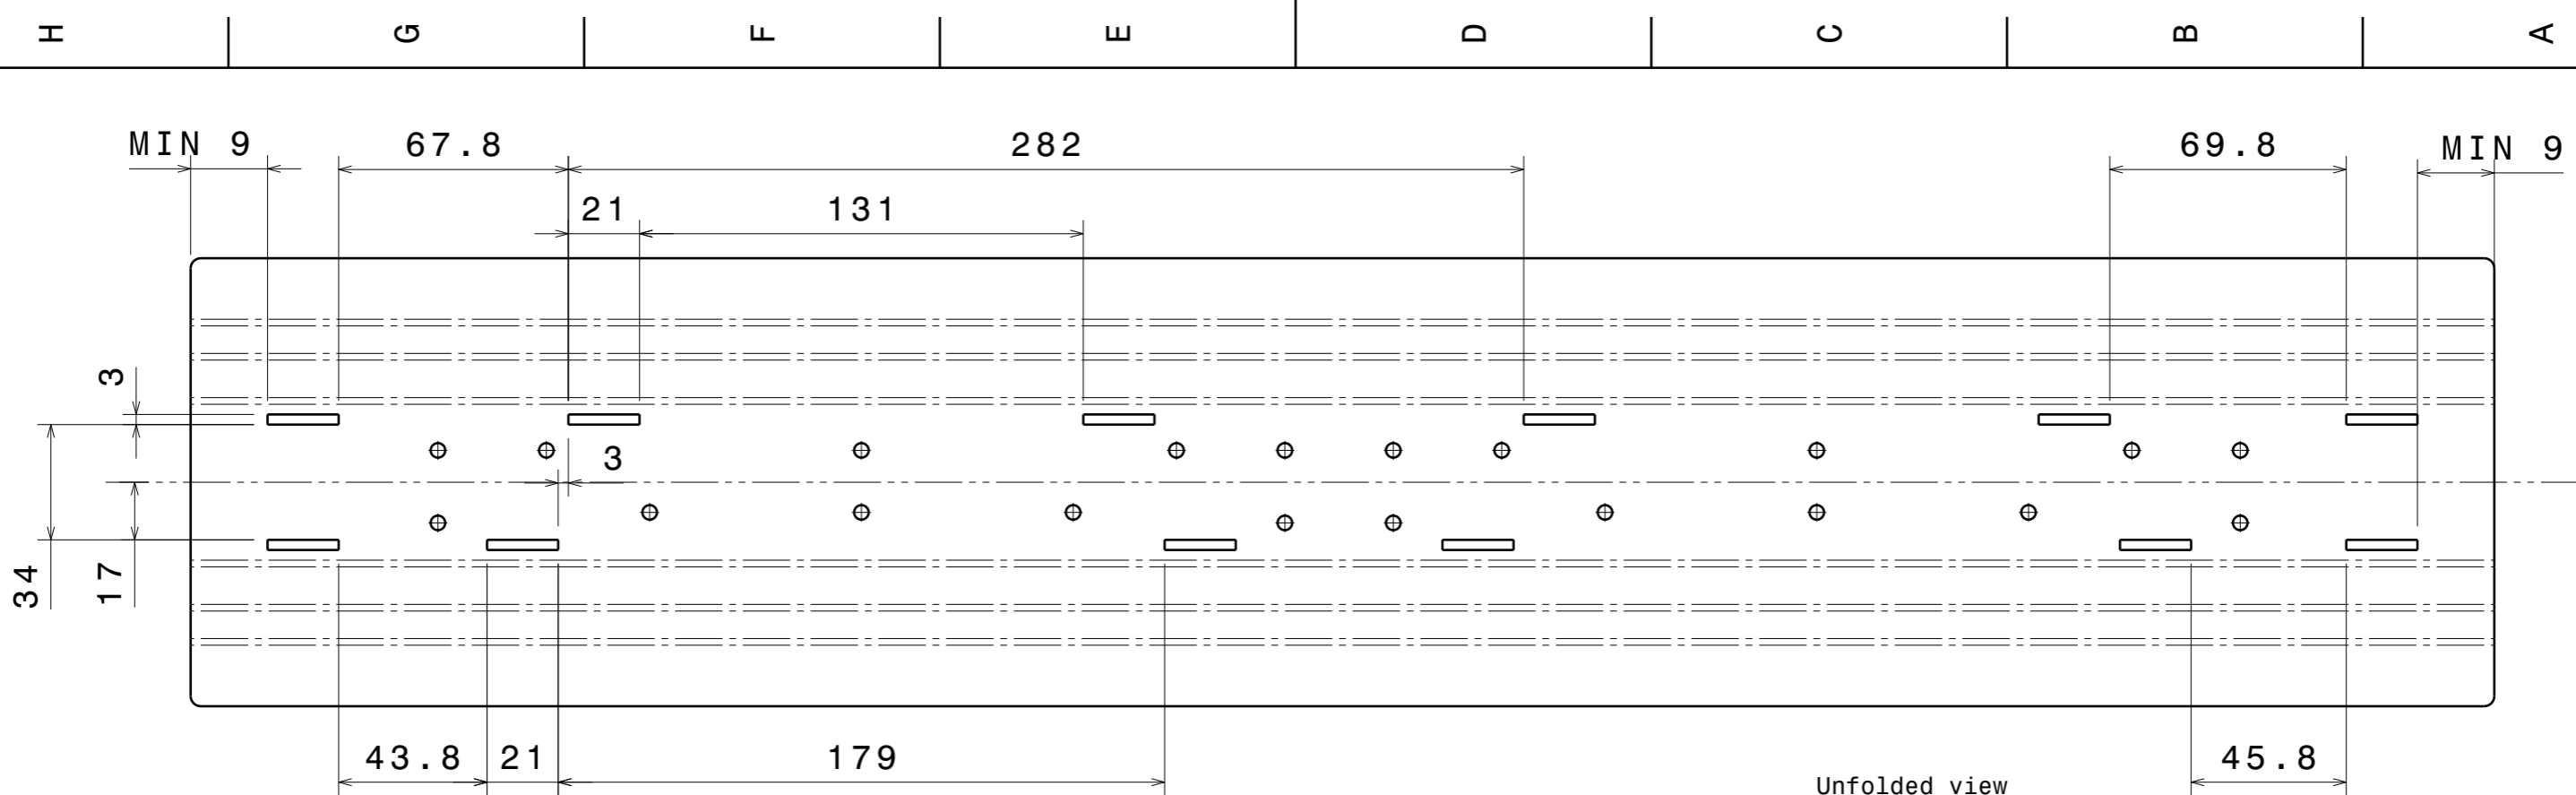 H G F E D C B A
MIN 9 67.8 282 69.8 MIN 9
21 131
3
3
34 17
43.8 21 179 45.8
Unfolded view